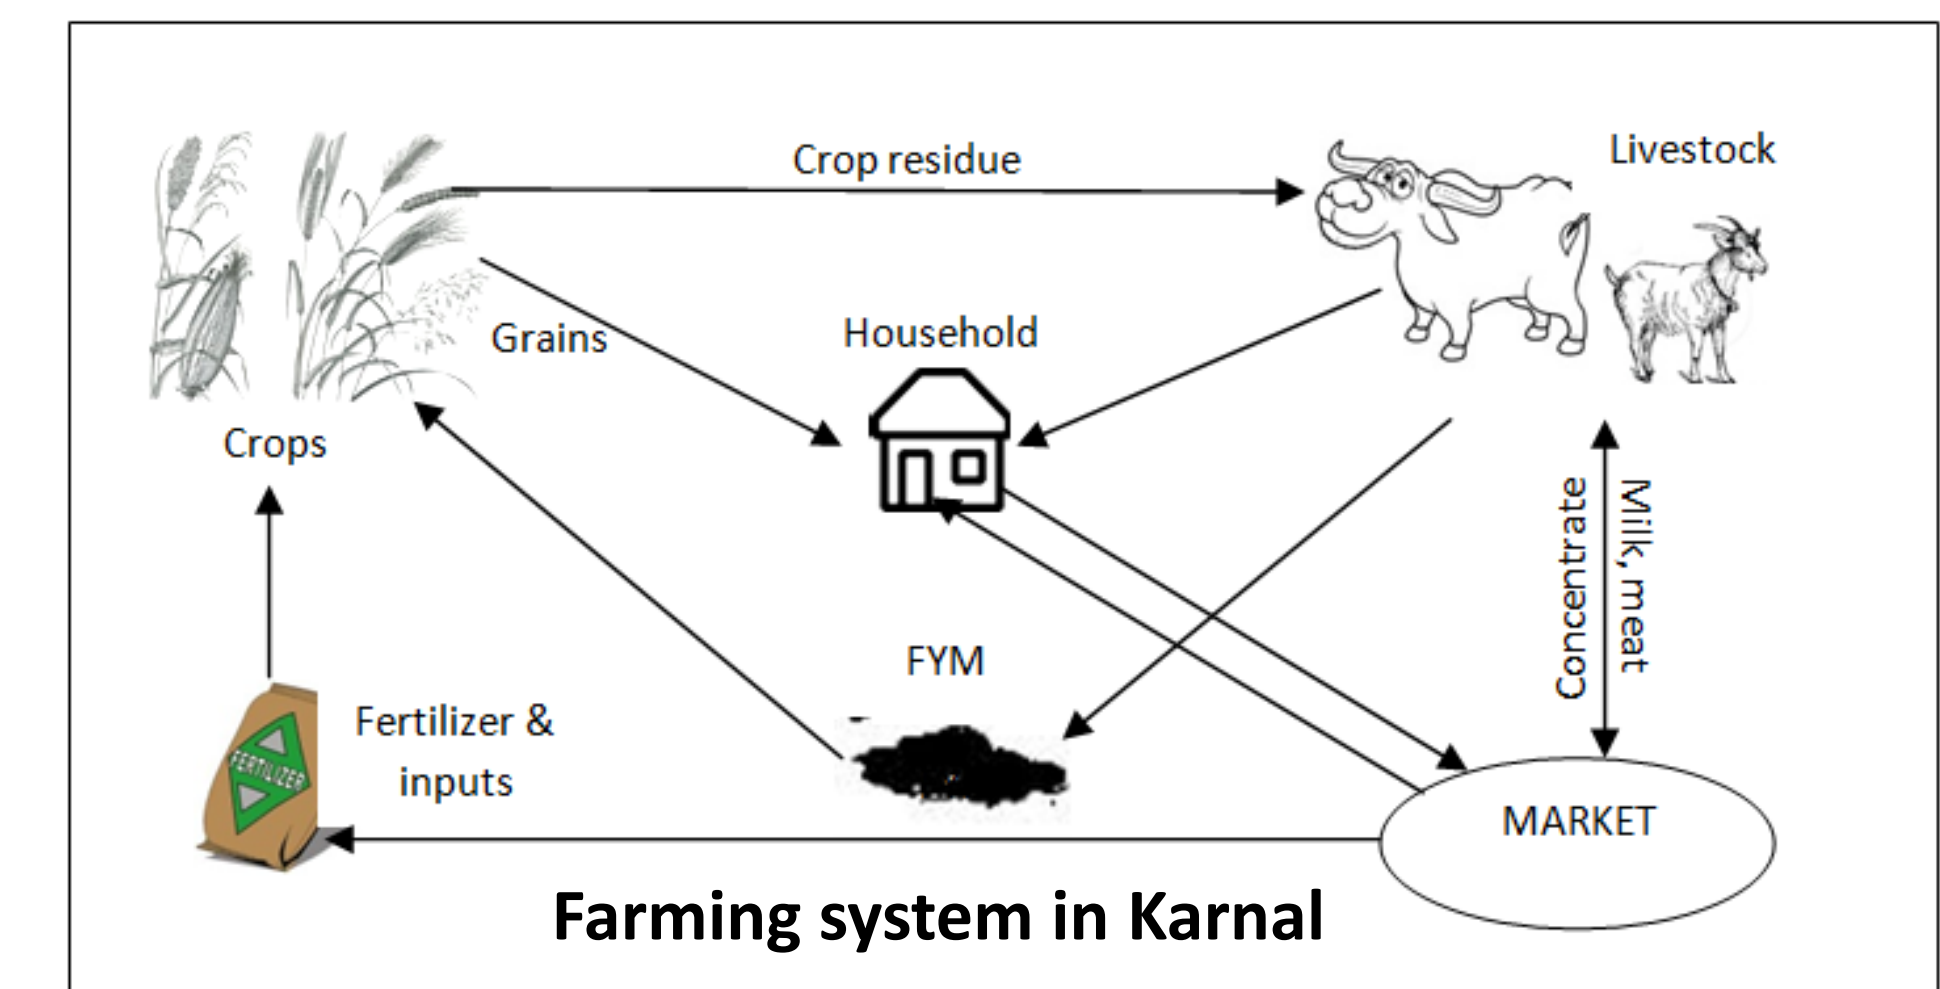 Livestock
Crop residue
Household
Grains
Crops
Concentrate
Milk, meat
FYM
Fertilizer &
inputs
FERTILIZER
MARKET
Farming system in Karnal